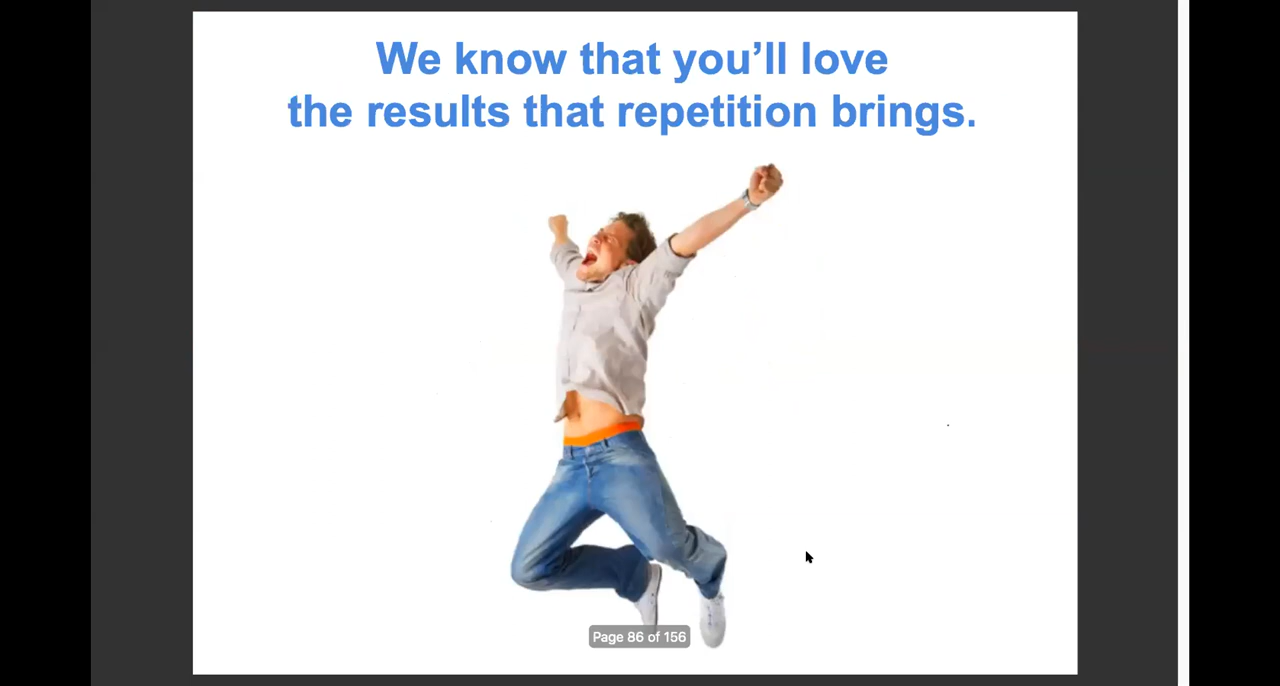 We know that you’ll love
the results that repetition brings.
Page 86 of 156